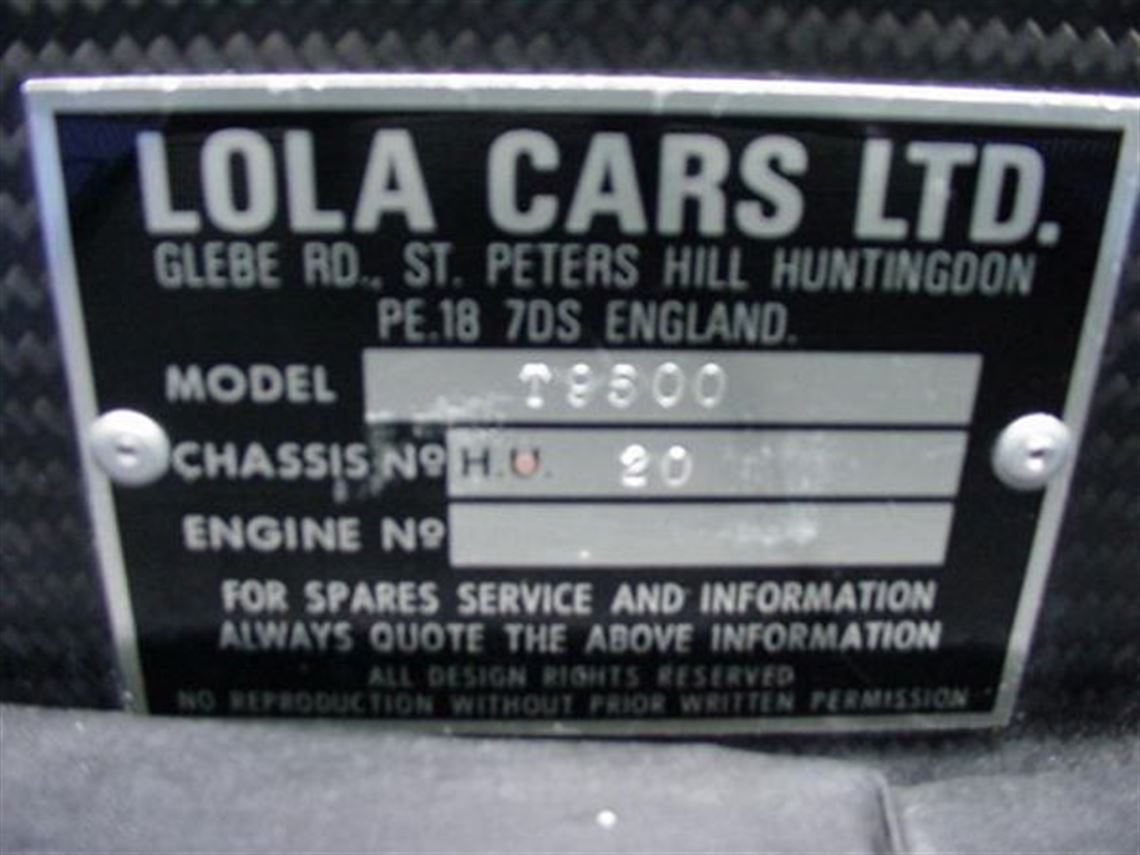 LOLA CARS LTD.
GLEBE RD., ST. PETERS HILL HUNTINGDON
PE.18 7DS ENGLAND.
MODEL T9500
CHASSIS Nº H.U. 20
ENGINE Nº
FOR SPARES SERVICE AND INFORMATION
ALWAYS QUOTE THE ABOVE INFORMATION
ALL DESIGN RIGHTS RESERVED
NO REPRODUCTION WITHOUT PRIOR WRITTEN PERMISSION